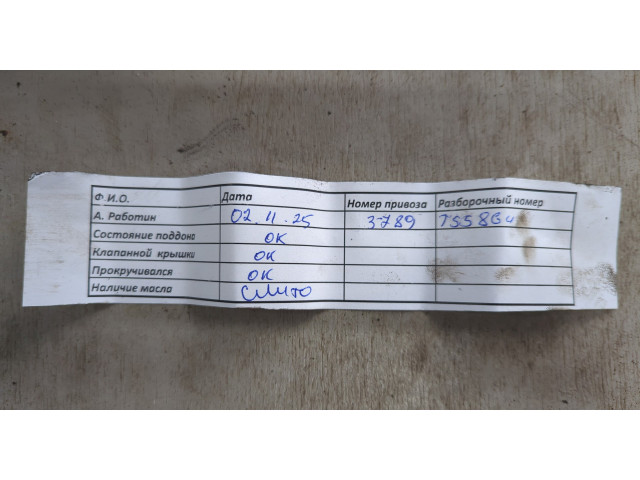 Ф.И.О. Дата Номер привоза Разборочный номер
А. Работин 02.11.25 3789
Состояние поддона ОК
Клапанной крышки ОК
Прокручивался ОК
Наличие масла слито